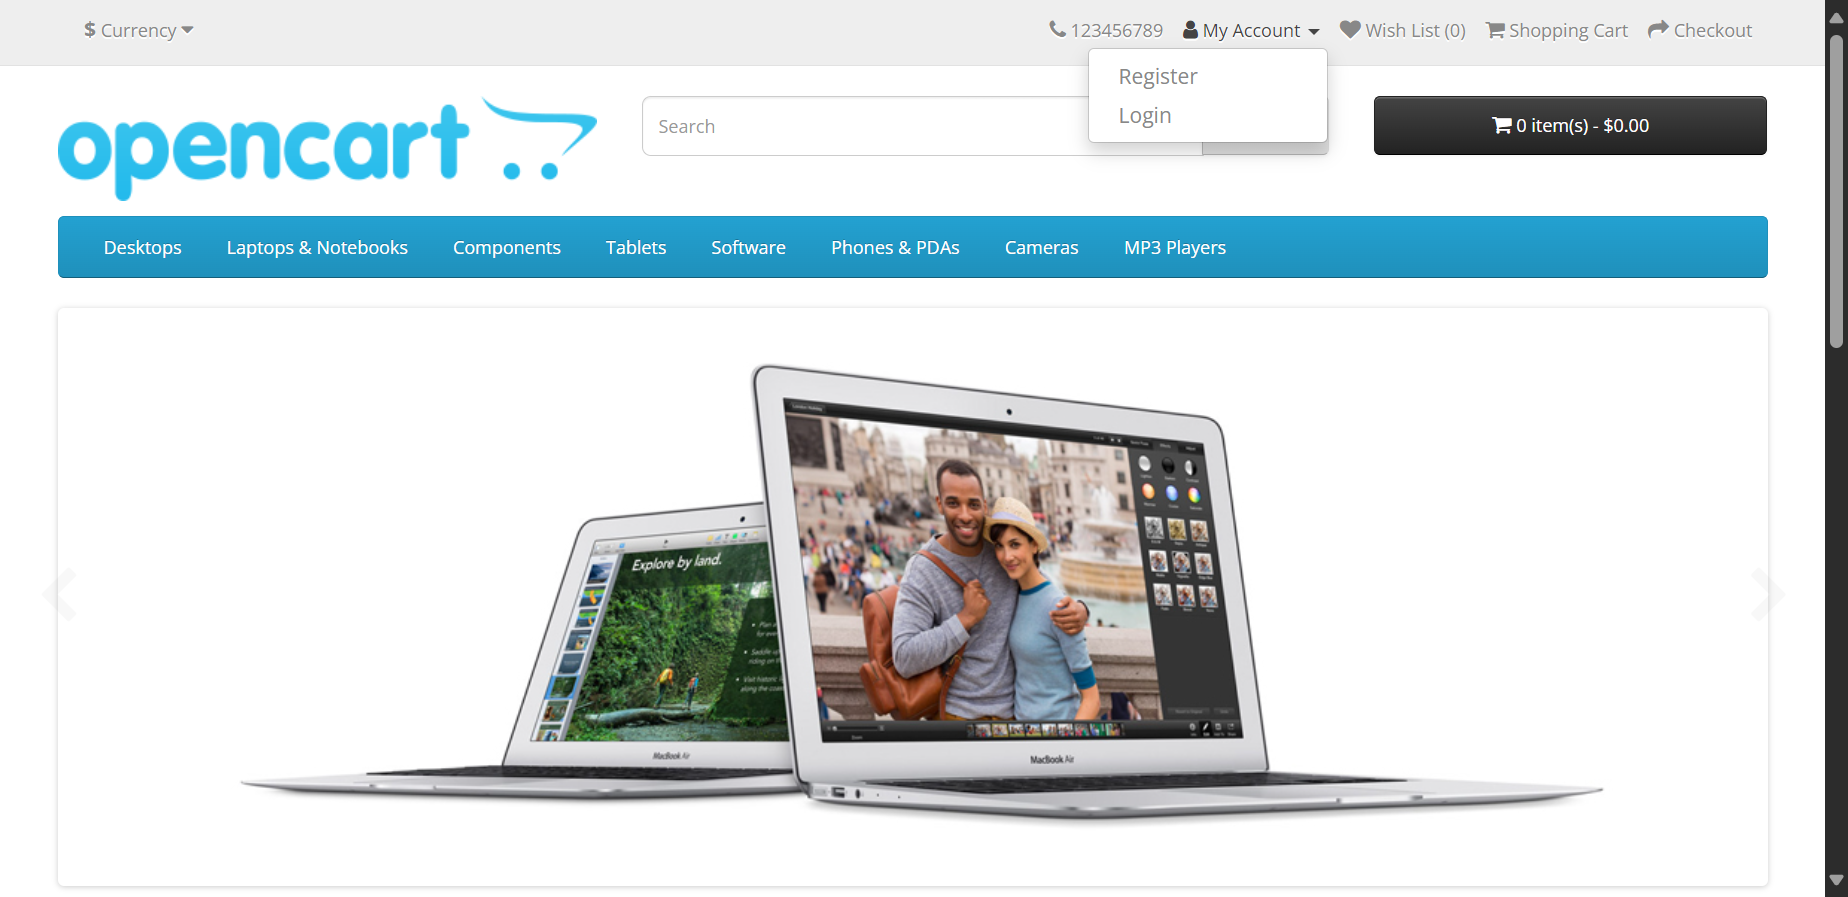 $ Currency
123456789 My Account Wish List (0) Shopping Cart Checkout
Register
Login
opencart
Search
0 item(s) - $0.00
Desktops Laptops & Notebooks Components Tablets Software Phones & PDAs Cameras MP3 Players
Explore by land.
MacBook Air
MacBook Air